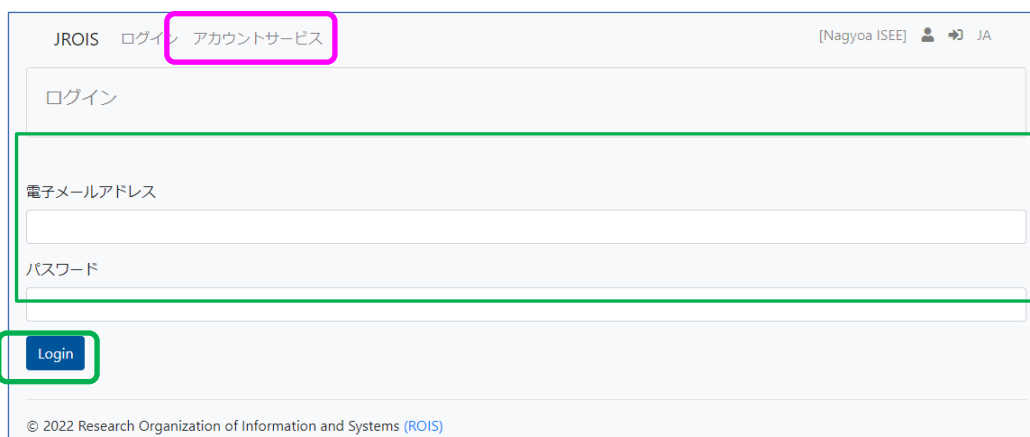 JROIS ログイン アカウントサービス [Nagyoa ISEE] JA
ログイン
電子メールアドレス
パスワード
Login
© 2022 Research Organization of Information and Systems (ROIS)